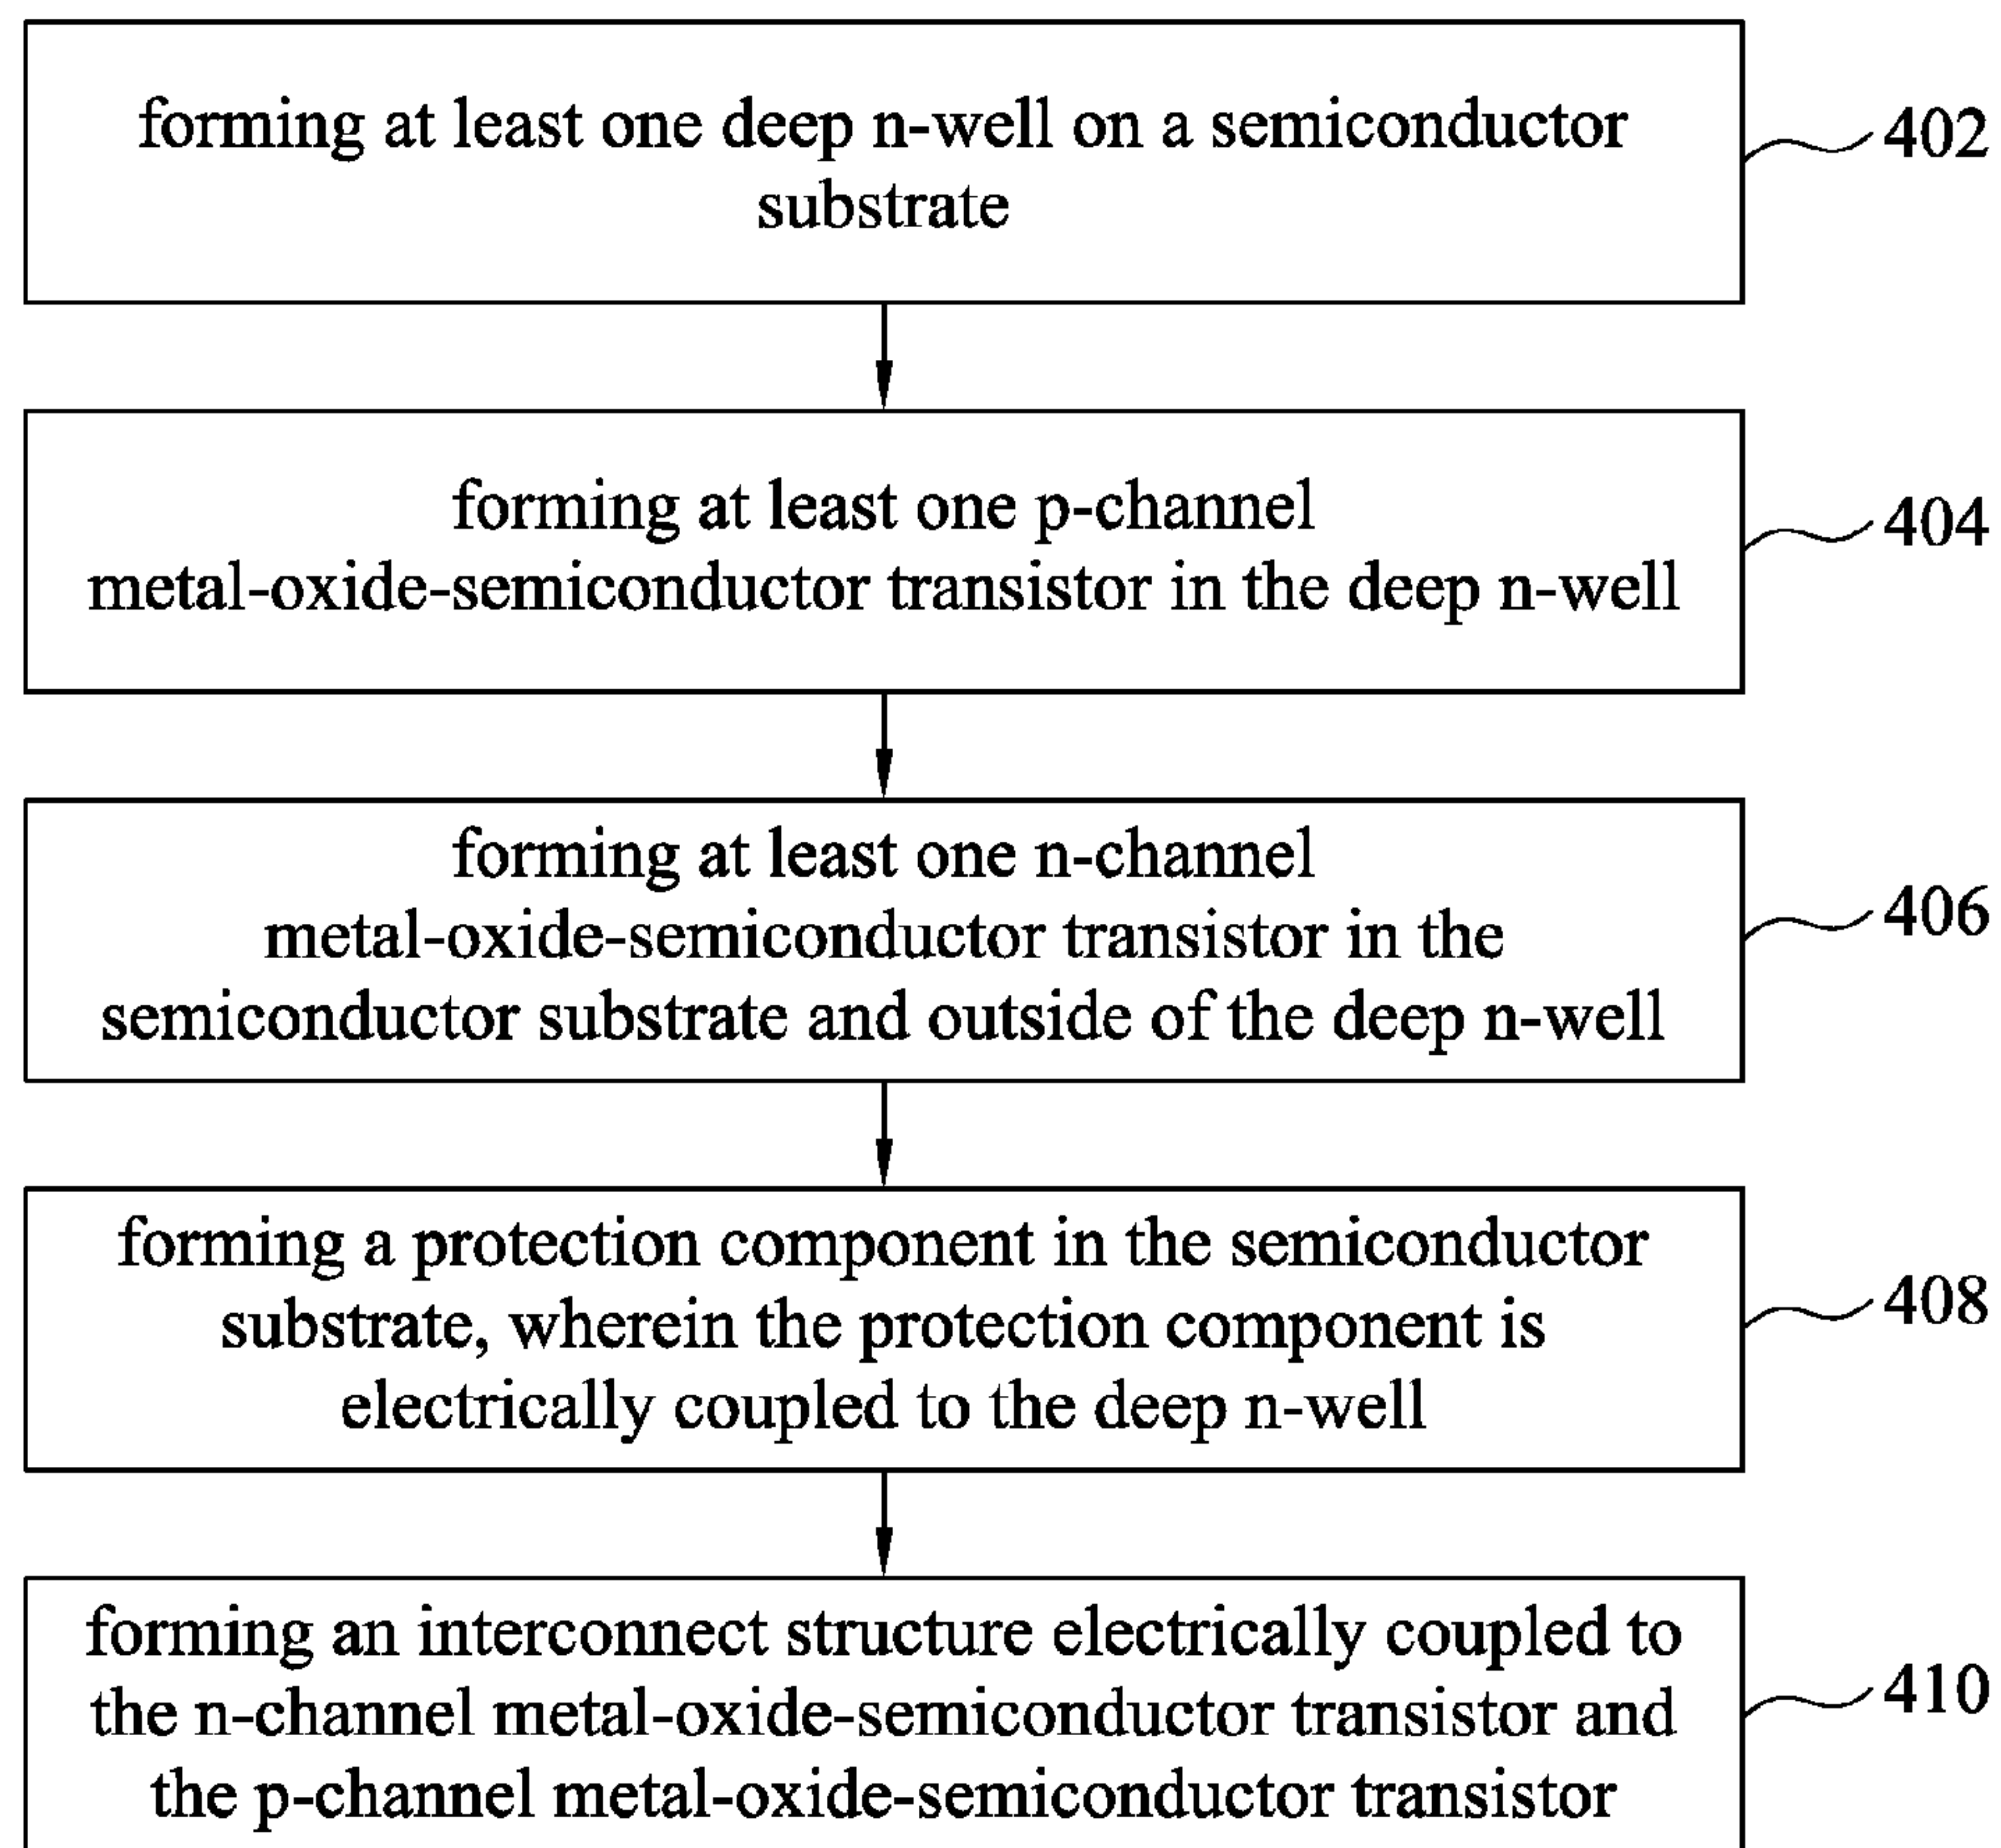 forming at least one deep n-well on a semiconductor
substrate
402
forming at least one p-channel
metal-oxide-semiconductor transistor in the deep n-well
404
forming at least one n-channel
metal-oxide-semiconductor transistor in the
semiconductor substrate and outside of the deep n-well
406
forming a protection component in the semiconductor
substrate, wherein the protection component is
electrically coupled to the deep n-well
408
forming an interconnect structure electrically coupled to
the n-channel metal-oxide-semiconductor transistor and
the p-channel metal-oxide-semiconductor transistor
410